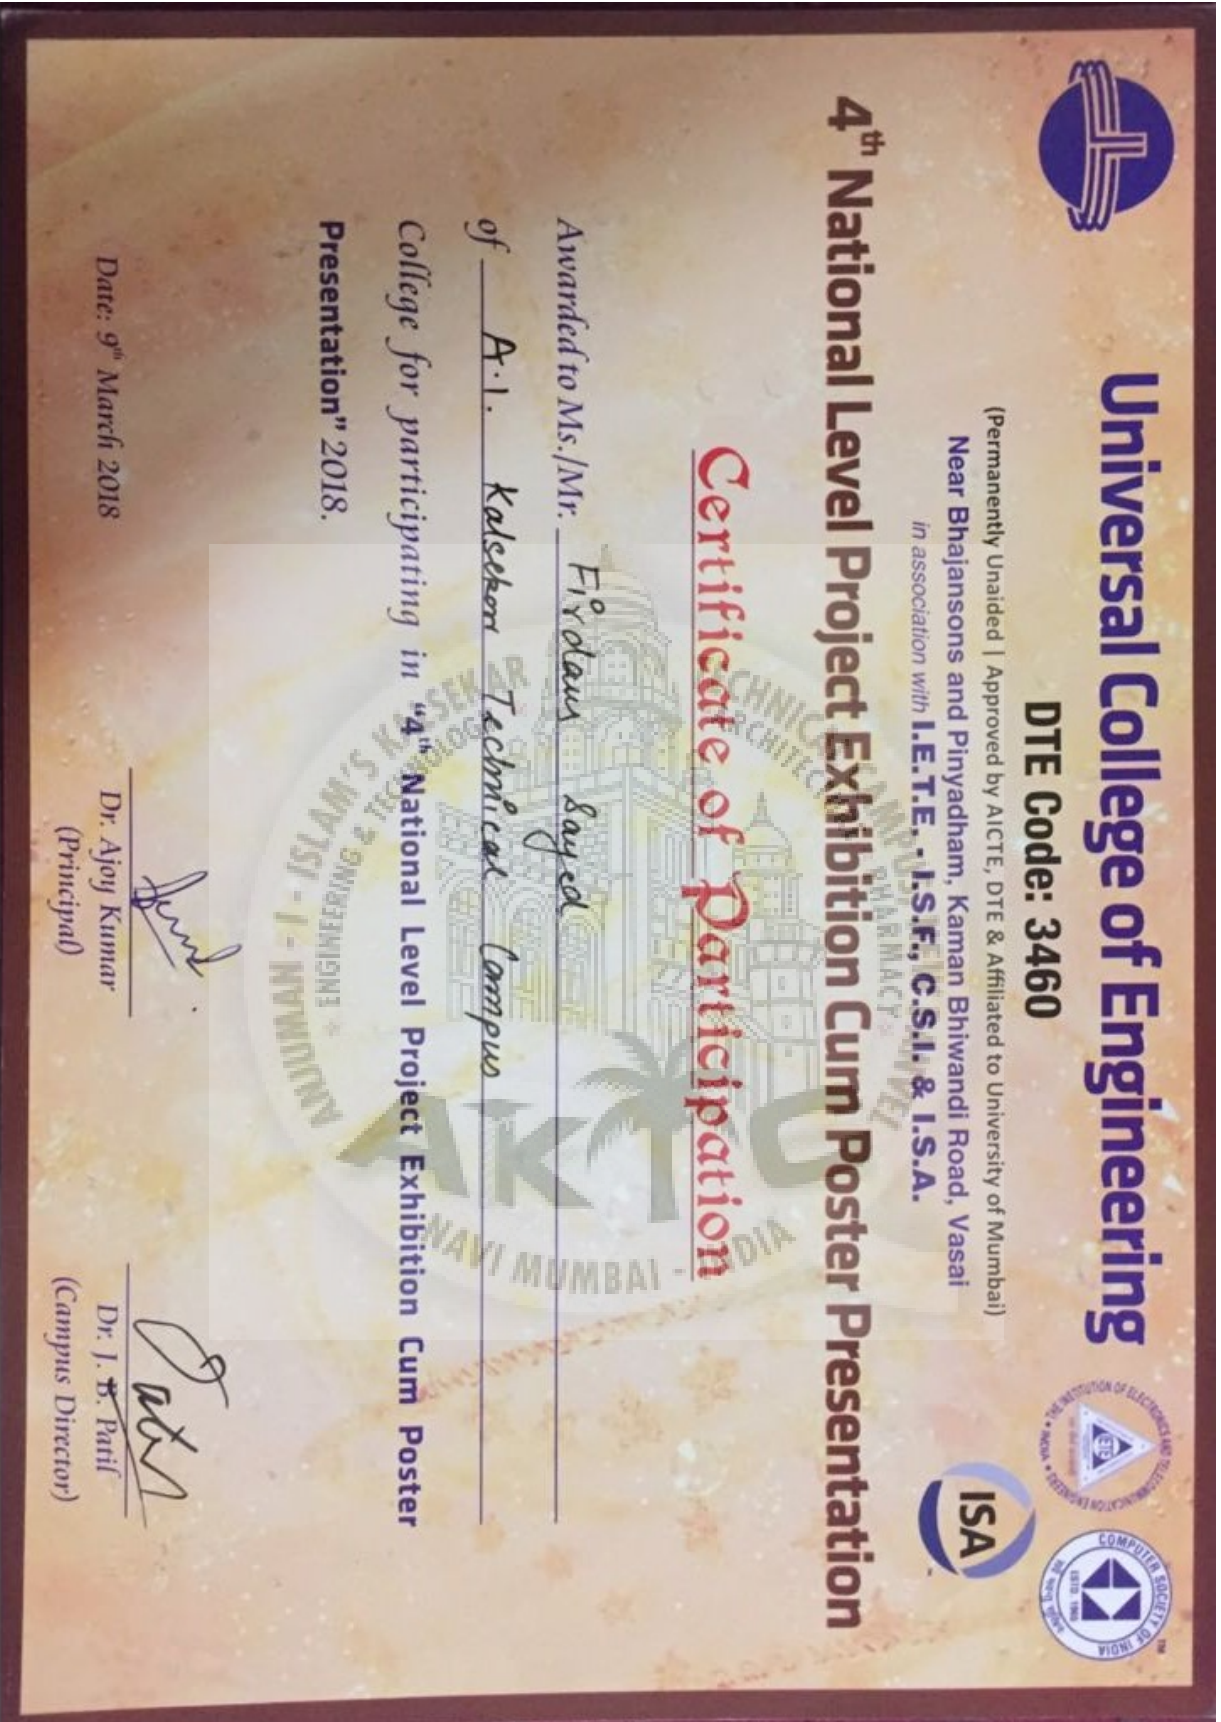 Universal College of Engineering
DTE Code: 3460
(Permanently Unaided | Approved by AICTE, DTE & Affiliated to University of Mumbai)
Near Bhajansons and Pinyadham, Kaman Bhiwandi Road, Vasai
in association with I.E.T.E. - I.S.F., C.S.I. & I.S.A.
THE INSTITUTION OF ELECTRONICS AND TELECOMMUNICATION ENGINEERS • INDIA •
IETE
COMPUTER SOCIETY OF INDIA
ESTD. 1965
TM
ISA
4th National Level Project Exhibition Cum Poster Presentation
Certificate of Participation
Awarded to Ms./Mr. Firdaus Sayed
of A.I. Kalsekar Technical Campus
College for participating in "4th National Level Project Exhibition Cum Poster
Presentation" 2018.
Date: 9th March 2018
Dr. Ajoy Kumar
(Principal)
Patil
Dr. J. B. Patil
(Campus Director)
ANJUMAN - I - ISLAM'S KALSEKAR TECHNICAL CAMPUS
ENGINEERING & TECHNOLOGY
ARCHITECTURE
PHARMACY
AKTC
NAVI MUMBAI - INDIA